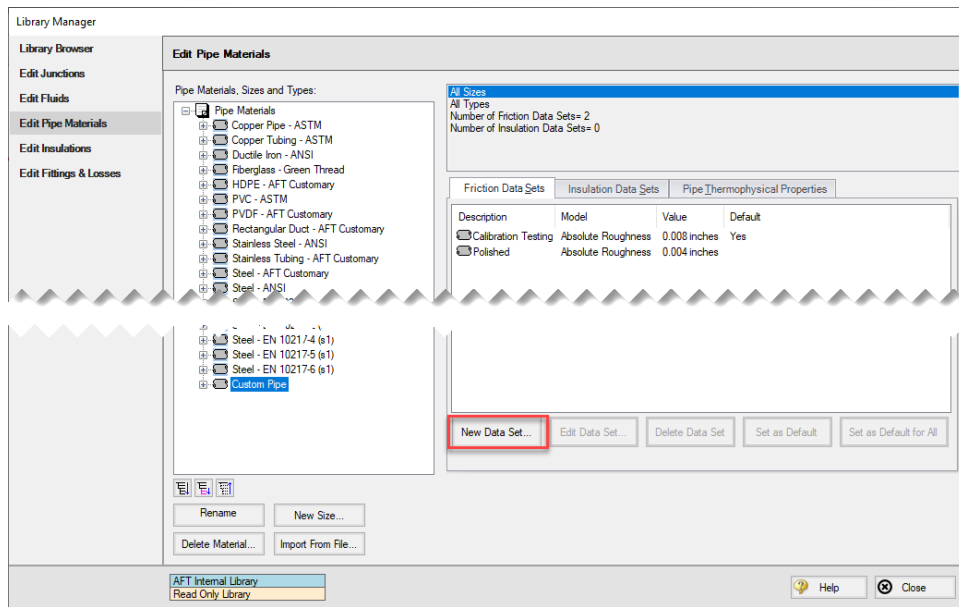 Library Manager
Library Browser
Edit Junctions
Edit Fluids
Edit Pipe Materials
Edit Insulations
Edit Fittings & Losses
Edit Pipe Materials
Pipe Materials, Sizes and Types:
Pipe Materials
Copper Pipe - ASTM
Copper Tubing - ASTM
Ductile Iron - ANSI
Fiberglass - Green Thread
HDPE - AFT Customary
PVC - ASTM
PVDF - AFT Customary
Rectangular Duct - AFT Customary
Stainless Steel - ANSI
Stainless Tubing - AFT Customary
Steel - AFT Customary
Steel - ANSI
Steel - EN 10217-4 (s1)
Steel - EN 10217-5 (s1)
Steel - EN 10217-6 (s1)
Custom Pipe
Rename
New Size...
Delete Material...
Import From File...
All Sizes
All Types
Number of Friction Data Sets= 2
Number of Insulation Data Sets= 0
Friction Data Sets Insulation Data Sets Pipe Thermophysical Properties
Description Model Value Default
Calibration Testing Absolute Roughness 0.008 inches Yes
Polished Absolute Roughness 0.004 inches
New Data Set... Edit Data Set... Delete Data Set Set as Default Set as Default for All
AFT Internal Library
Read Only Library
Help Close